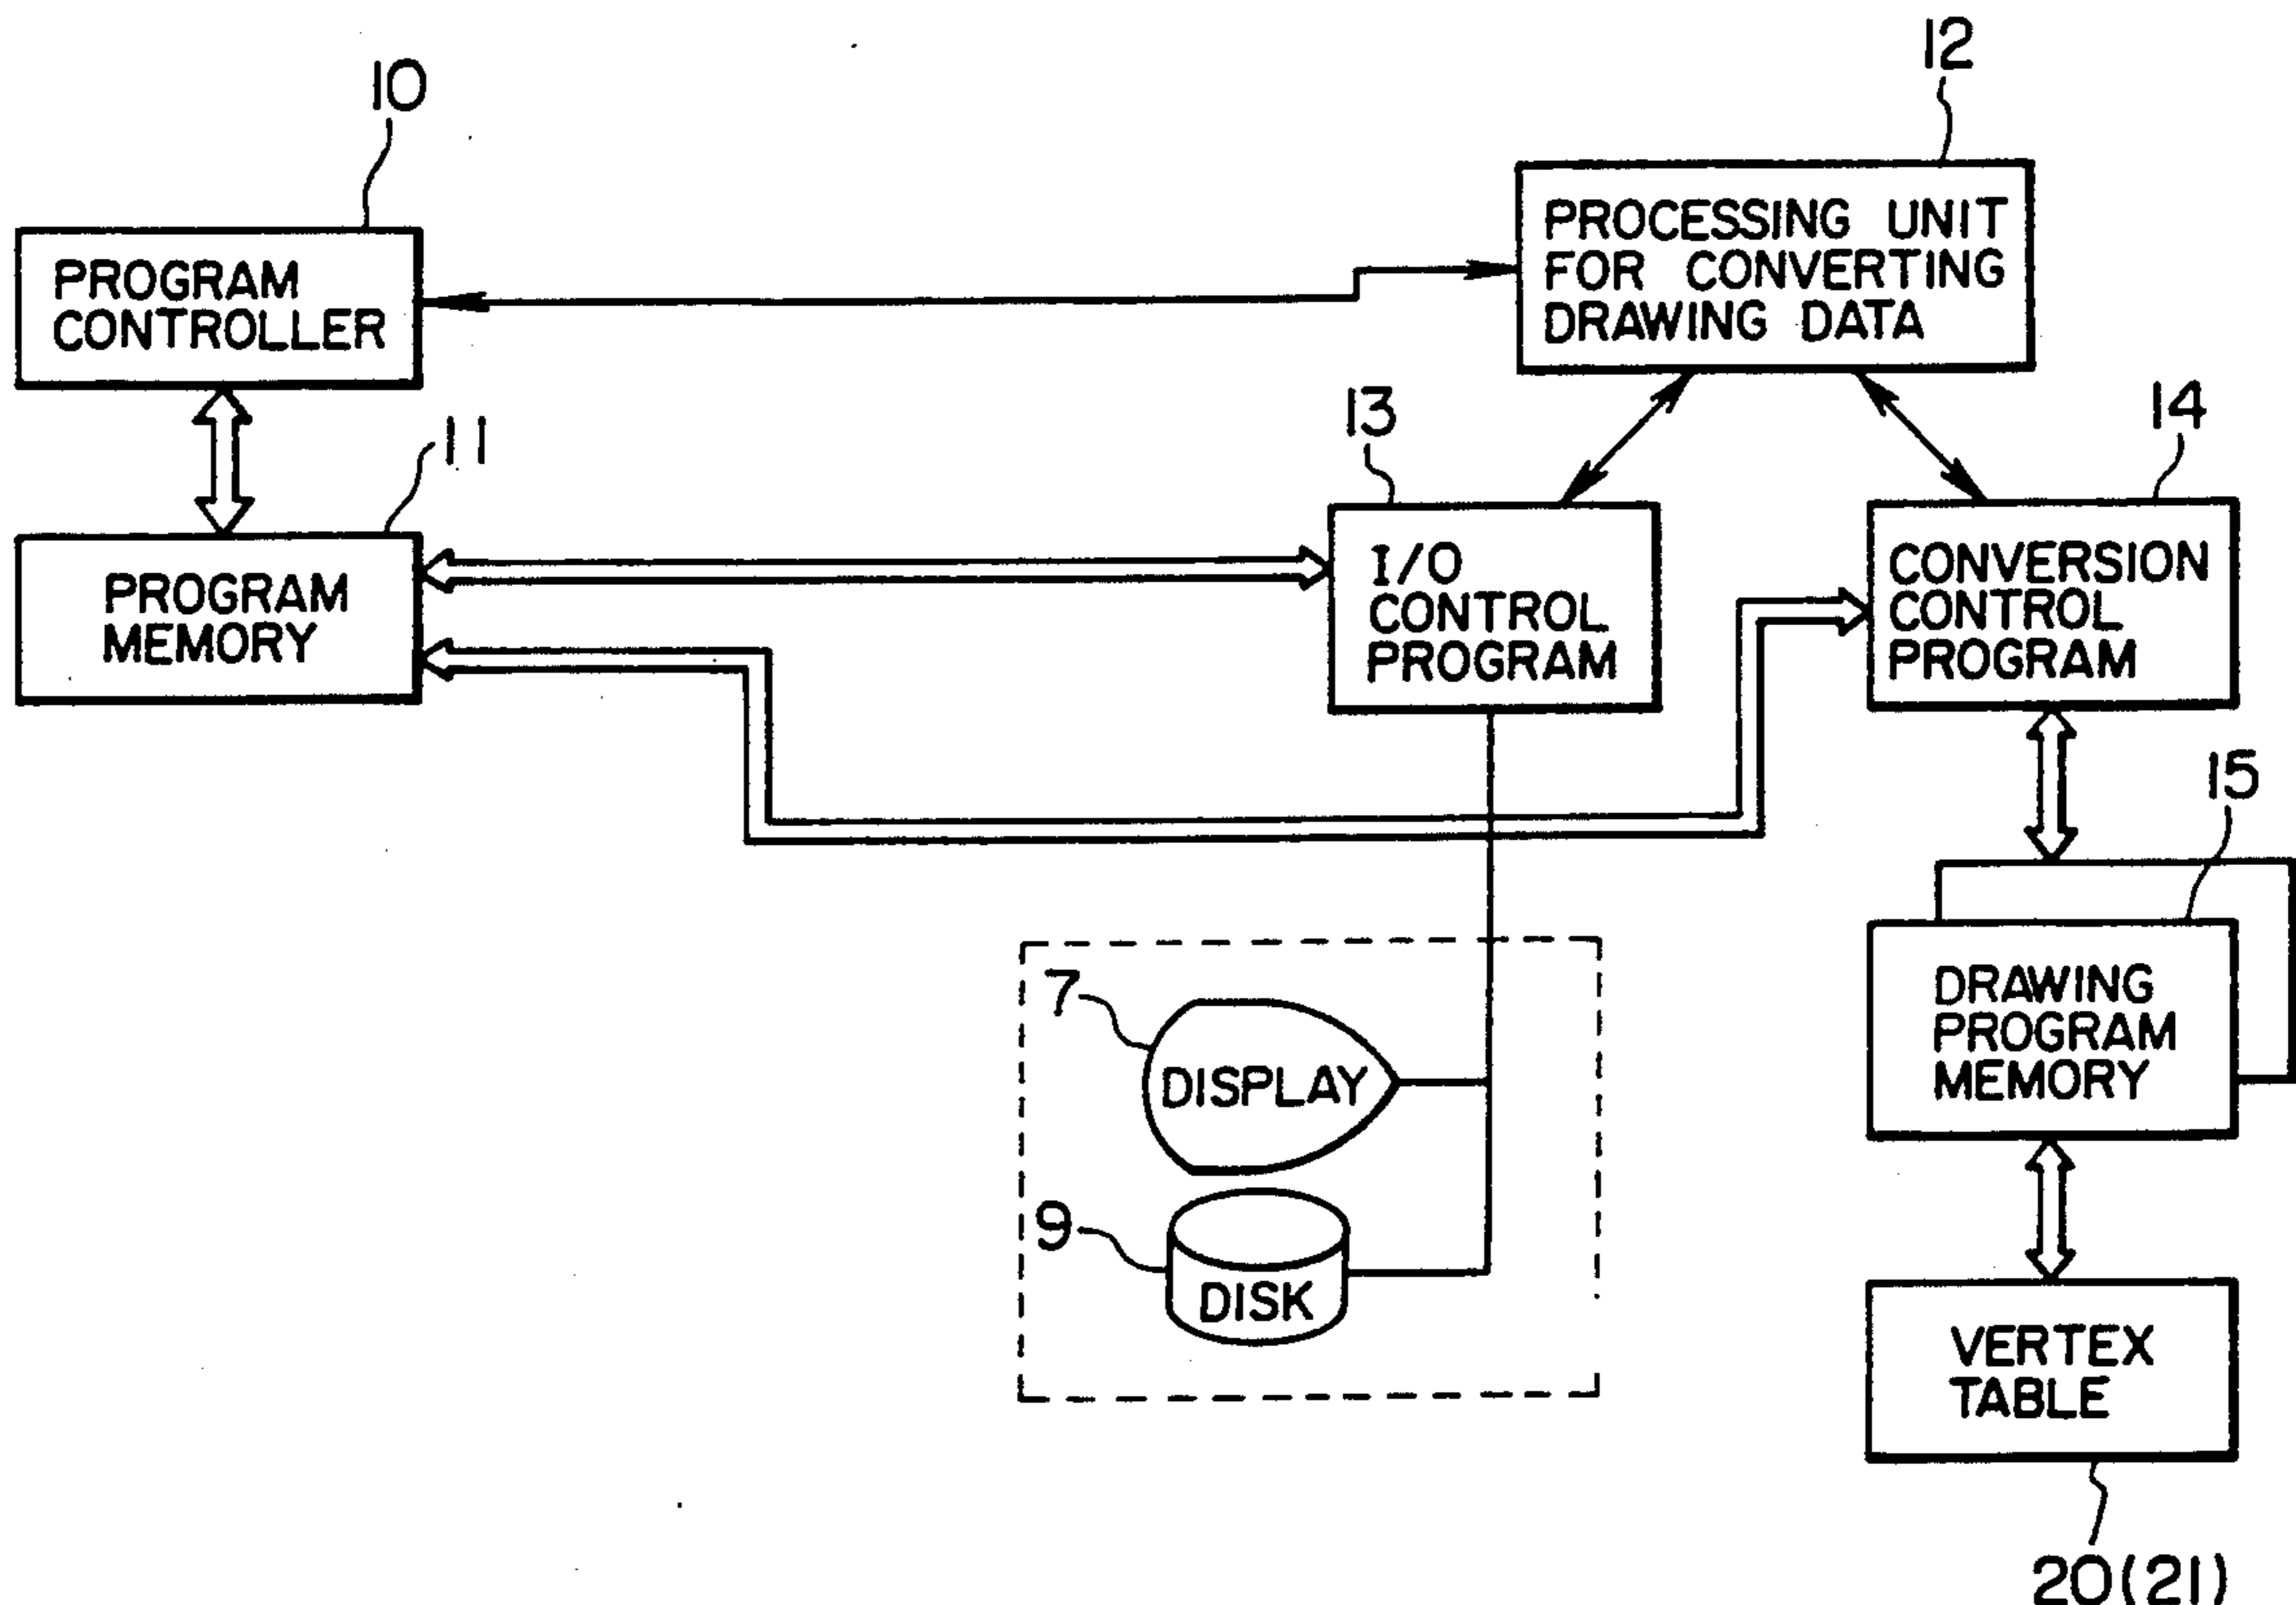 10
12
PROGRAM
CONTROLLER
PROCESSING UNIT
FOR CONVERTING
DRAWING DATA
11
13
14
PROGRAM
MEMORY
I/O
CONTROL
PROGRAM
CONVERSION
CONTROL
PROGRAM
15
7
DISPLAY
DRAWING
PROGRAM
MEMORY
9
DISK
VERTEX
TABLE
20(21)